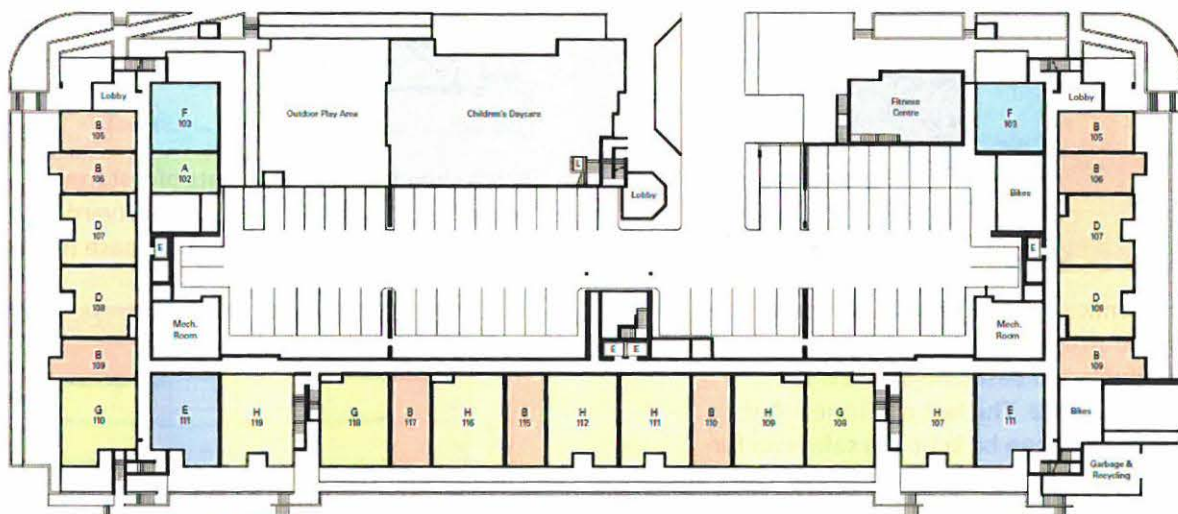 Lobby
F
103
Outdoor Play Area
Children's Daycare
Fitness
Centre
F
103
Lobby
B
105
B
105
B
106
A
102
L
Lobby
Bikes
B
106
D
107
D
107
E
E
D
108
Mech.
Room
Mech.
Room
D
108
B
109
E
E
B
109
G
110
E
111
H
119
G
118
B
117
H
116
B
115
H
112
H
111
B
110
H
109
G
108
H
107
E
111
Bikes
Garbage &
Recycling